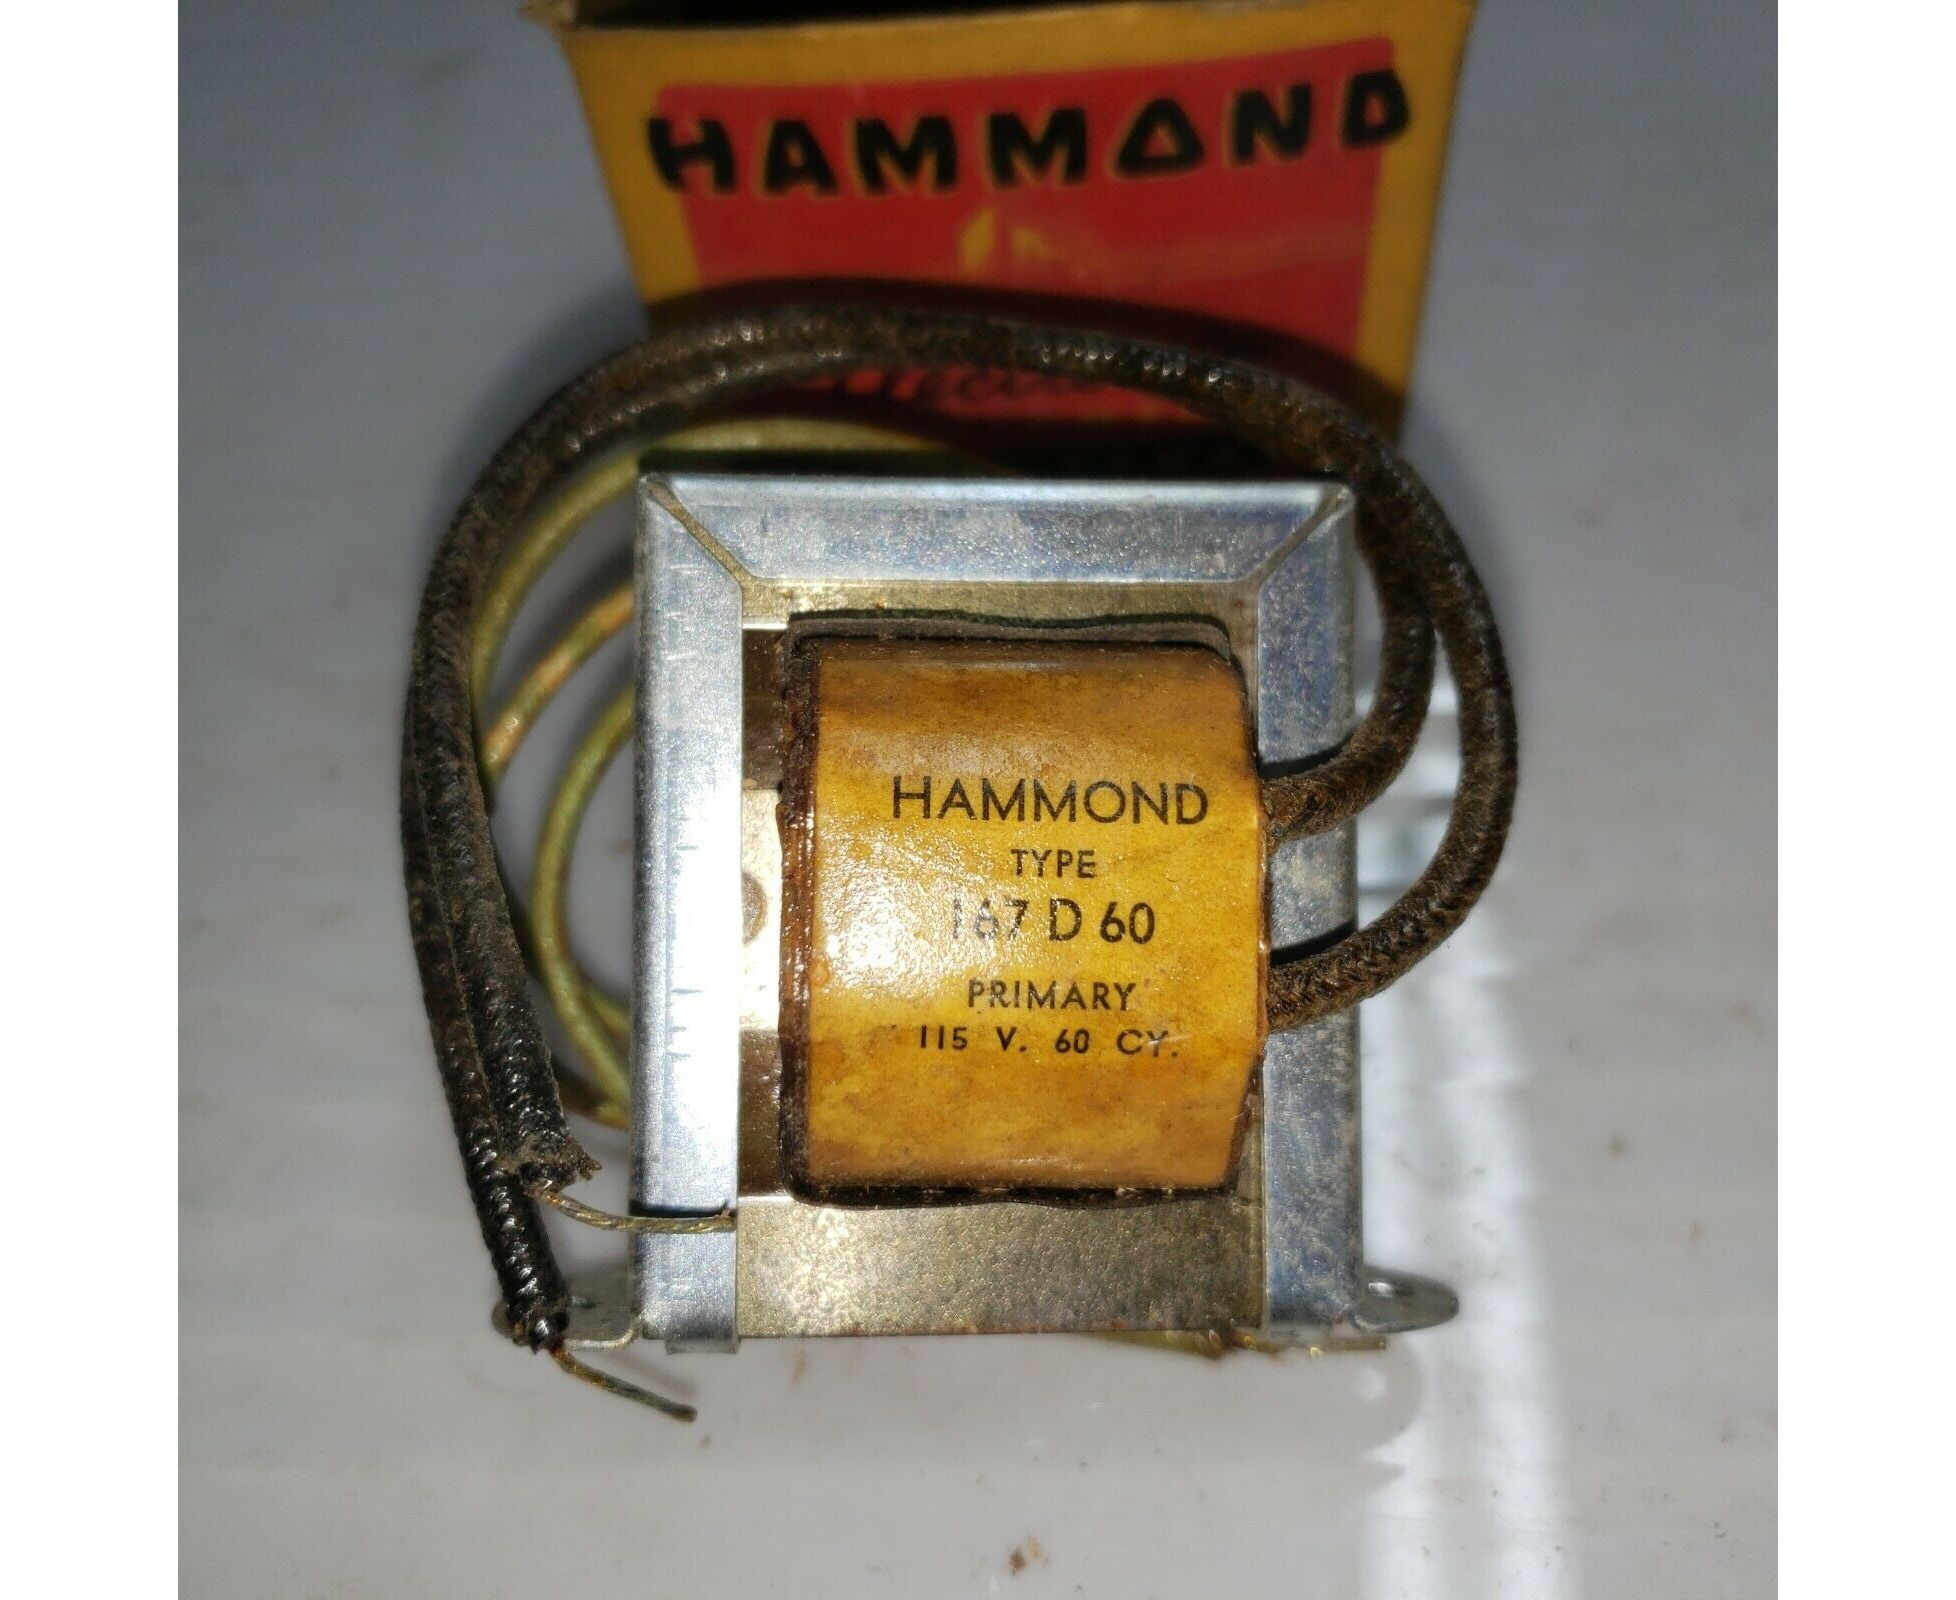 HAMMOND
HAMMOND
TYPE
167 D 60
PRIMARY
115 V. 60 CY.